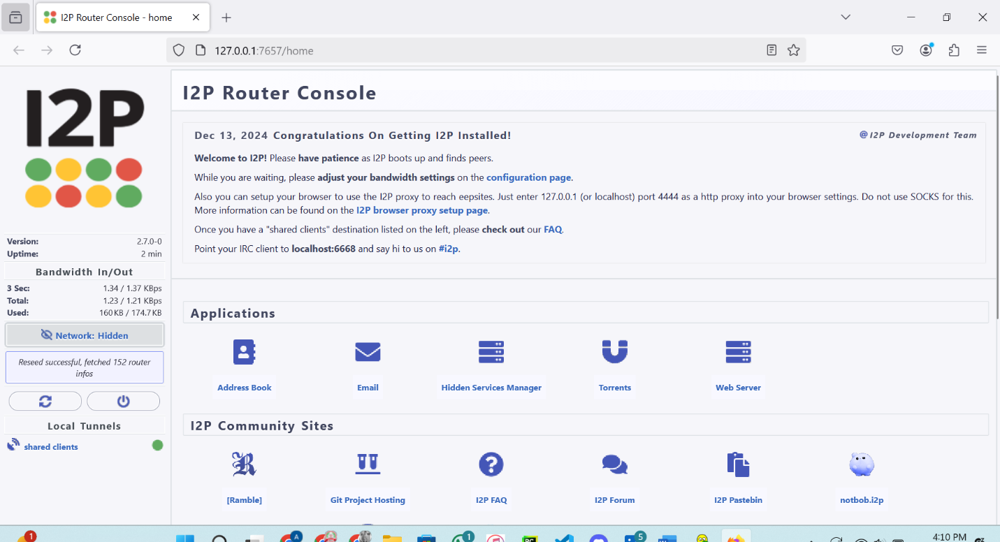 I2P Router Console - home
127.0.0.1:7657/home
I2P
Version: 2.7.0-0
Uptime: 2 min
Bandwidth In/Out
3 Sec: 1.34 / 1.37 KBps
Total: 1.23 / 1.21 KBps
Used: 160 KB / 174.7 KB
Network: Hidden
Reseed successful, fetched 152 router
infos
Local Tunnels
shared clients
I2P Router Console
Dec 13, 2024 Congratulations On Getting I2P Installed!
@I2P Development Team
Welcome to I2P! Please have patience as I2P boots up and finds peers.
While you are waiting, please adjust your bandwidth settings on the configuration page.
Also you can setup your browser to use the I2P proxy to reach eepsites. Just enter 127.0.0.1 (or localhost) port 4444 as a http proxy into your browser settings. Do not use SOCKS for this.
More information can be found on the I2P browser proxy setup page.
Once you have a "shared clients" destination listed on the left, please check out our FAQ.
Point your IRC client to localhost:6668 and say hi to us on #i2p.
Applications
Address Book
Email
Hidden Services Manager
Torrents
Web Server
I2P Community Sites
[Ramble]
Git Project Hosting
I2P FAQ
I2P Forum
I2P Pastebin
notbob.i2p
1
A
1
5
4:10 PM